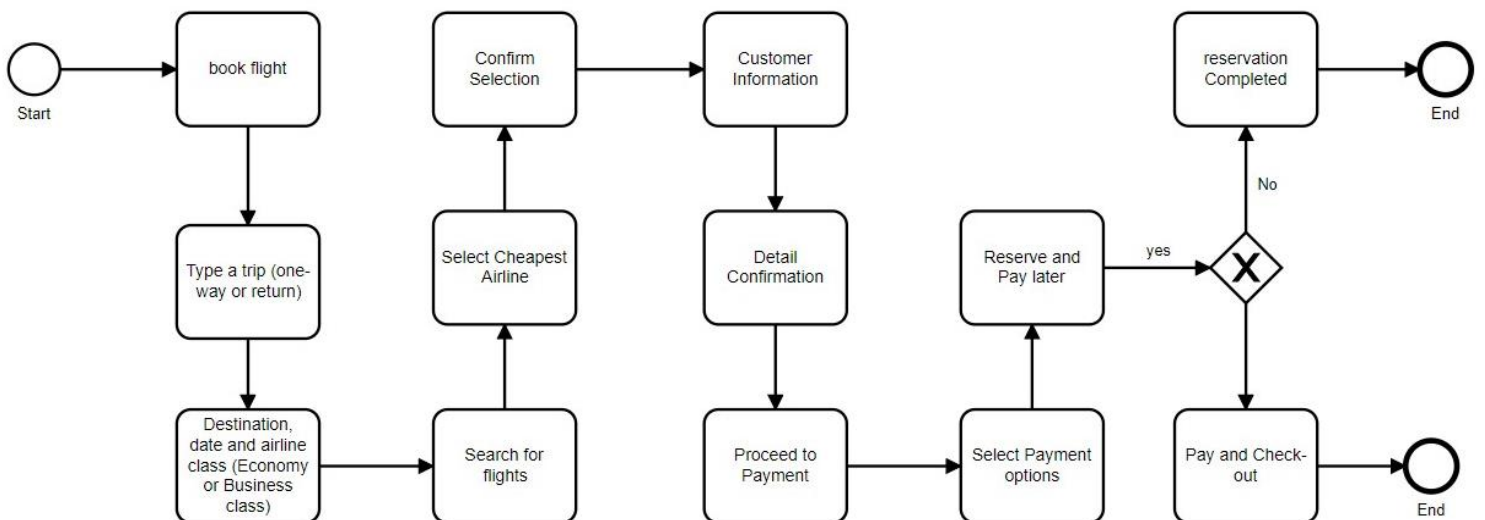 Start
book flight
Type a trip (one-
way or return)
Destination,
date and airline
class (Economy
or Business
class)
Search for
flights
Select Cheapest
Airline
Confirm
Selection
Customer
Information
Detail
Confirmation
Proceed to
Payment
Select Payment
options
Reserve and
Pay later
yes
X
No
reservation
Completed
End
Pay and Check-
out
End